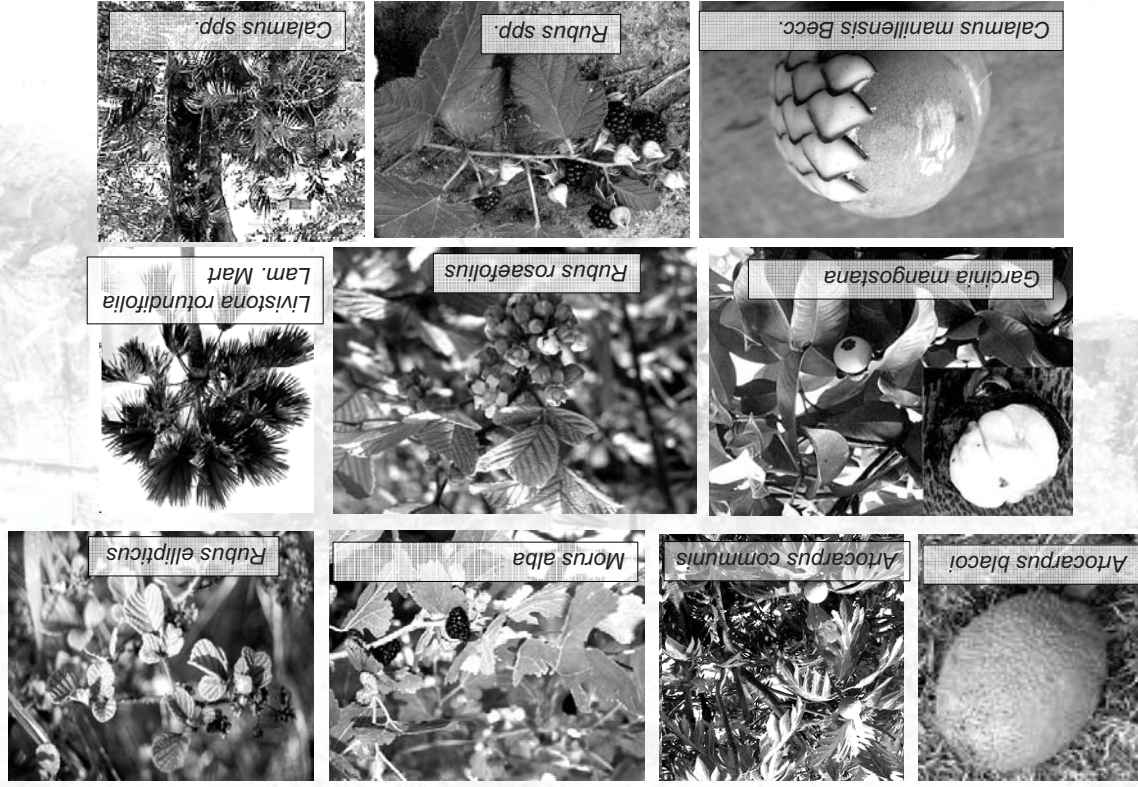 Artocarpus blacoi
Artocarpus communis
Morus alba
Rubus ellipticus
Garcinia mangostana
Rubus rosaefolius
Livistona rotundifolia
Lam. Mart
Calamus manillensis Becc.
Rubus spp.
Calamus spp.